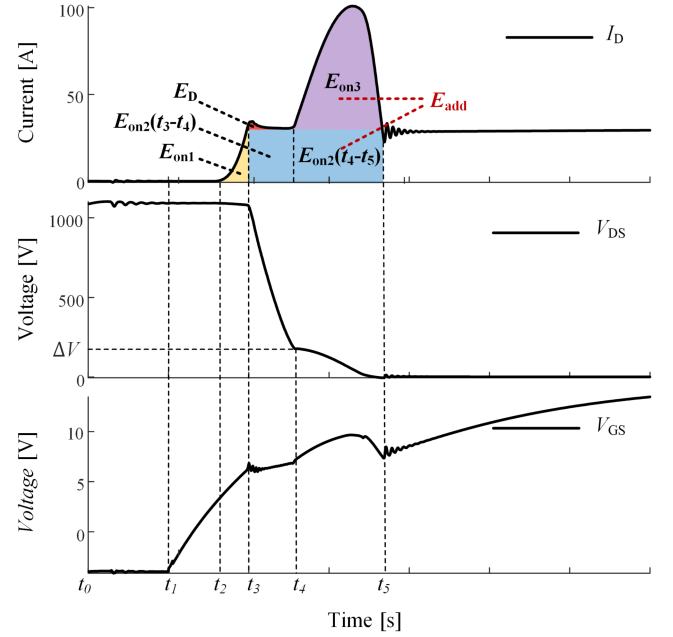 100
50
0
Current [A]
I_D
E_D
E_on3
E_add
E_on2(t_3-t_4)
E_on1
E_on2(t_4-t_5)
1000
500
ΔV
0
Voltage [V]
V_DS
10
0
Voltage [V]
V_GS
t_0
t_1
t_2
t_3
t_4
t_5
Time [s]